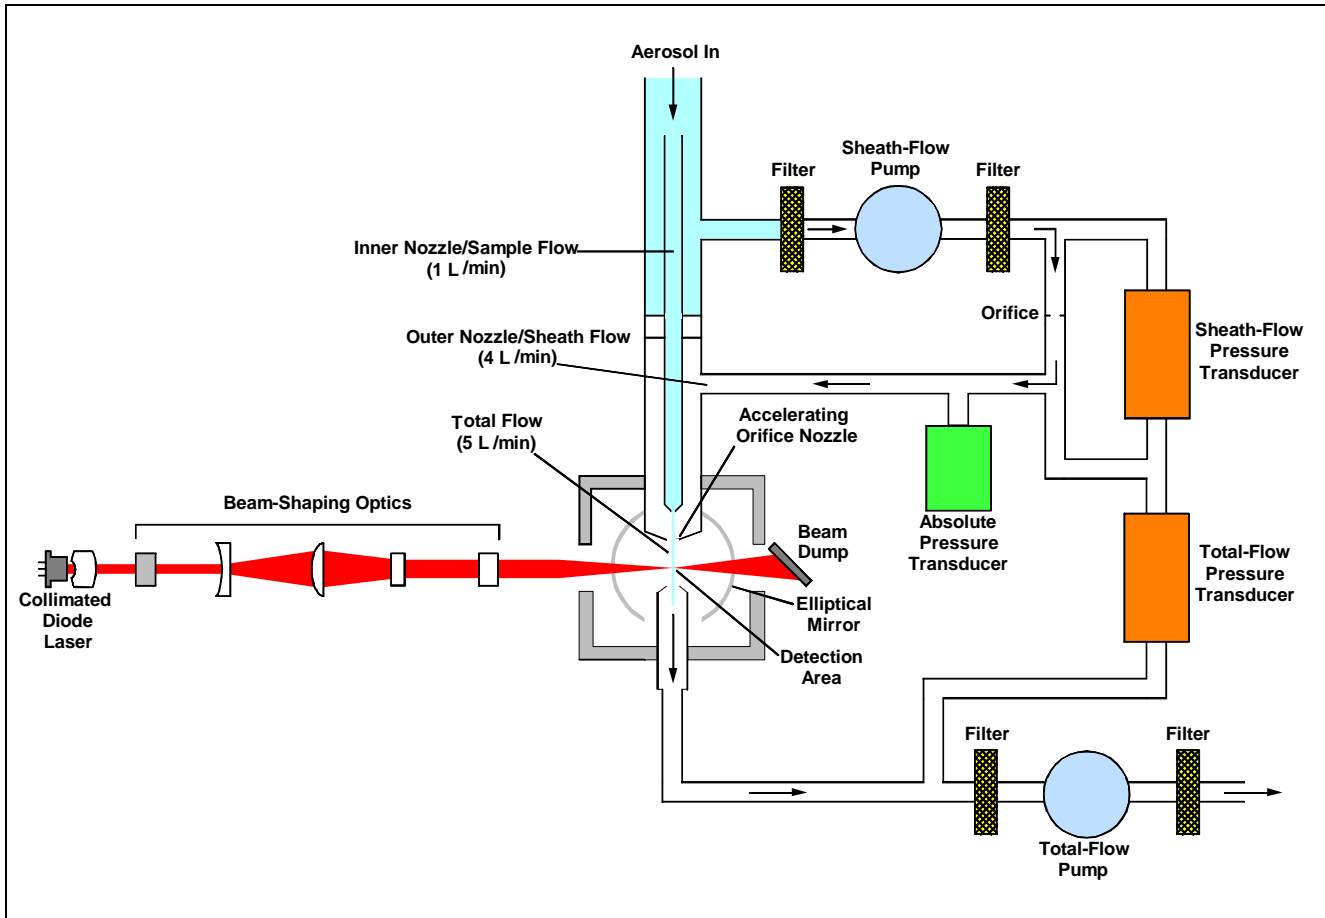 Aerosol In
Sheath-Flow
Pump
Filter
Filter
Inner Nozzle/Sample Flow
(1 L/min)
Orifice
Outer Nozzle/Sheath Flow
(4 L/min)
Sheath-Flow
Pressure
Transducer
Total Flow
(5 L/min)
Accelerating
Orifice Nozzle
Beam-Shaping Optics
Absolute
Pressure
Transducer
Beam
Dump
Total-Flow
Pressure
Transducer
Collimated
Diode
Laser
Elliptical
Mirror
Detection
Area
Filter
Filter
Total-Flow
Pump